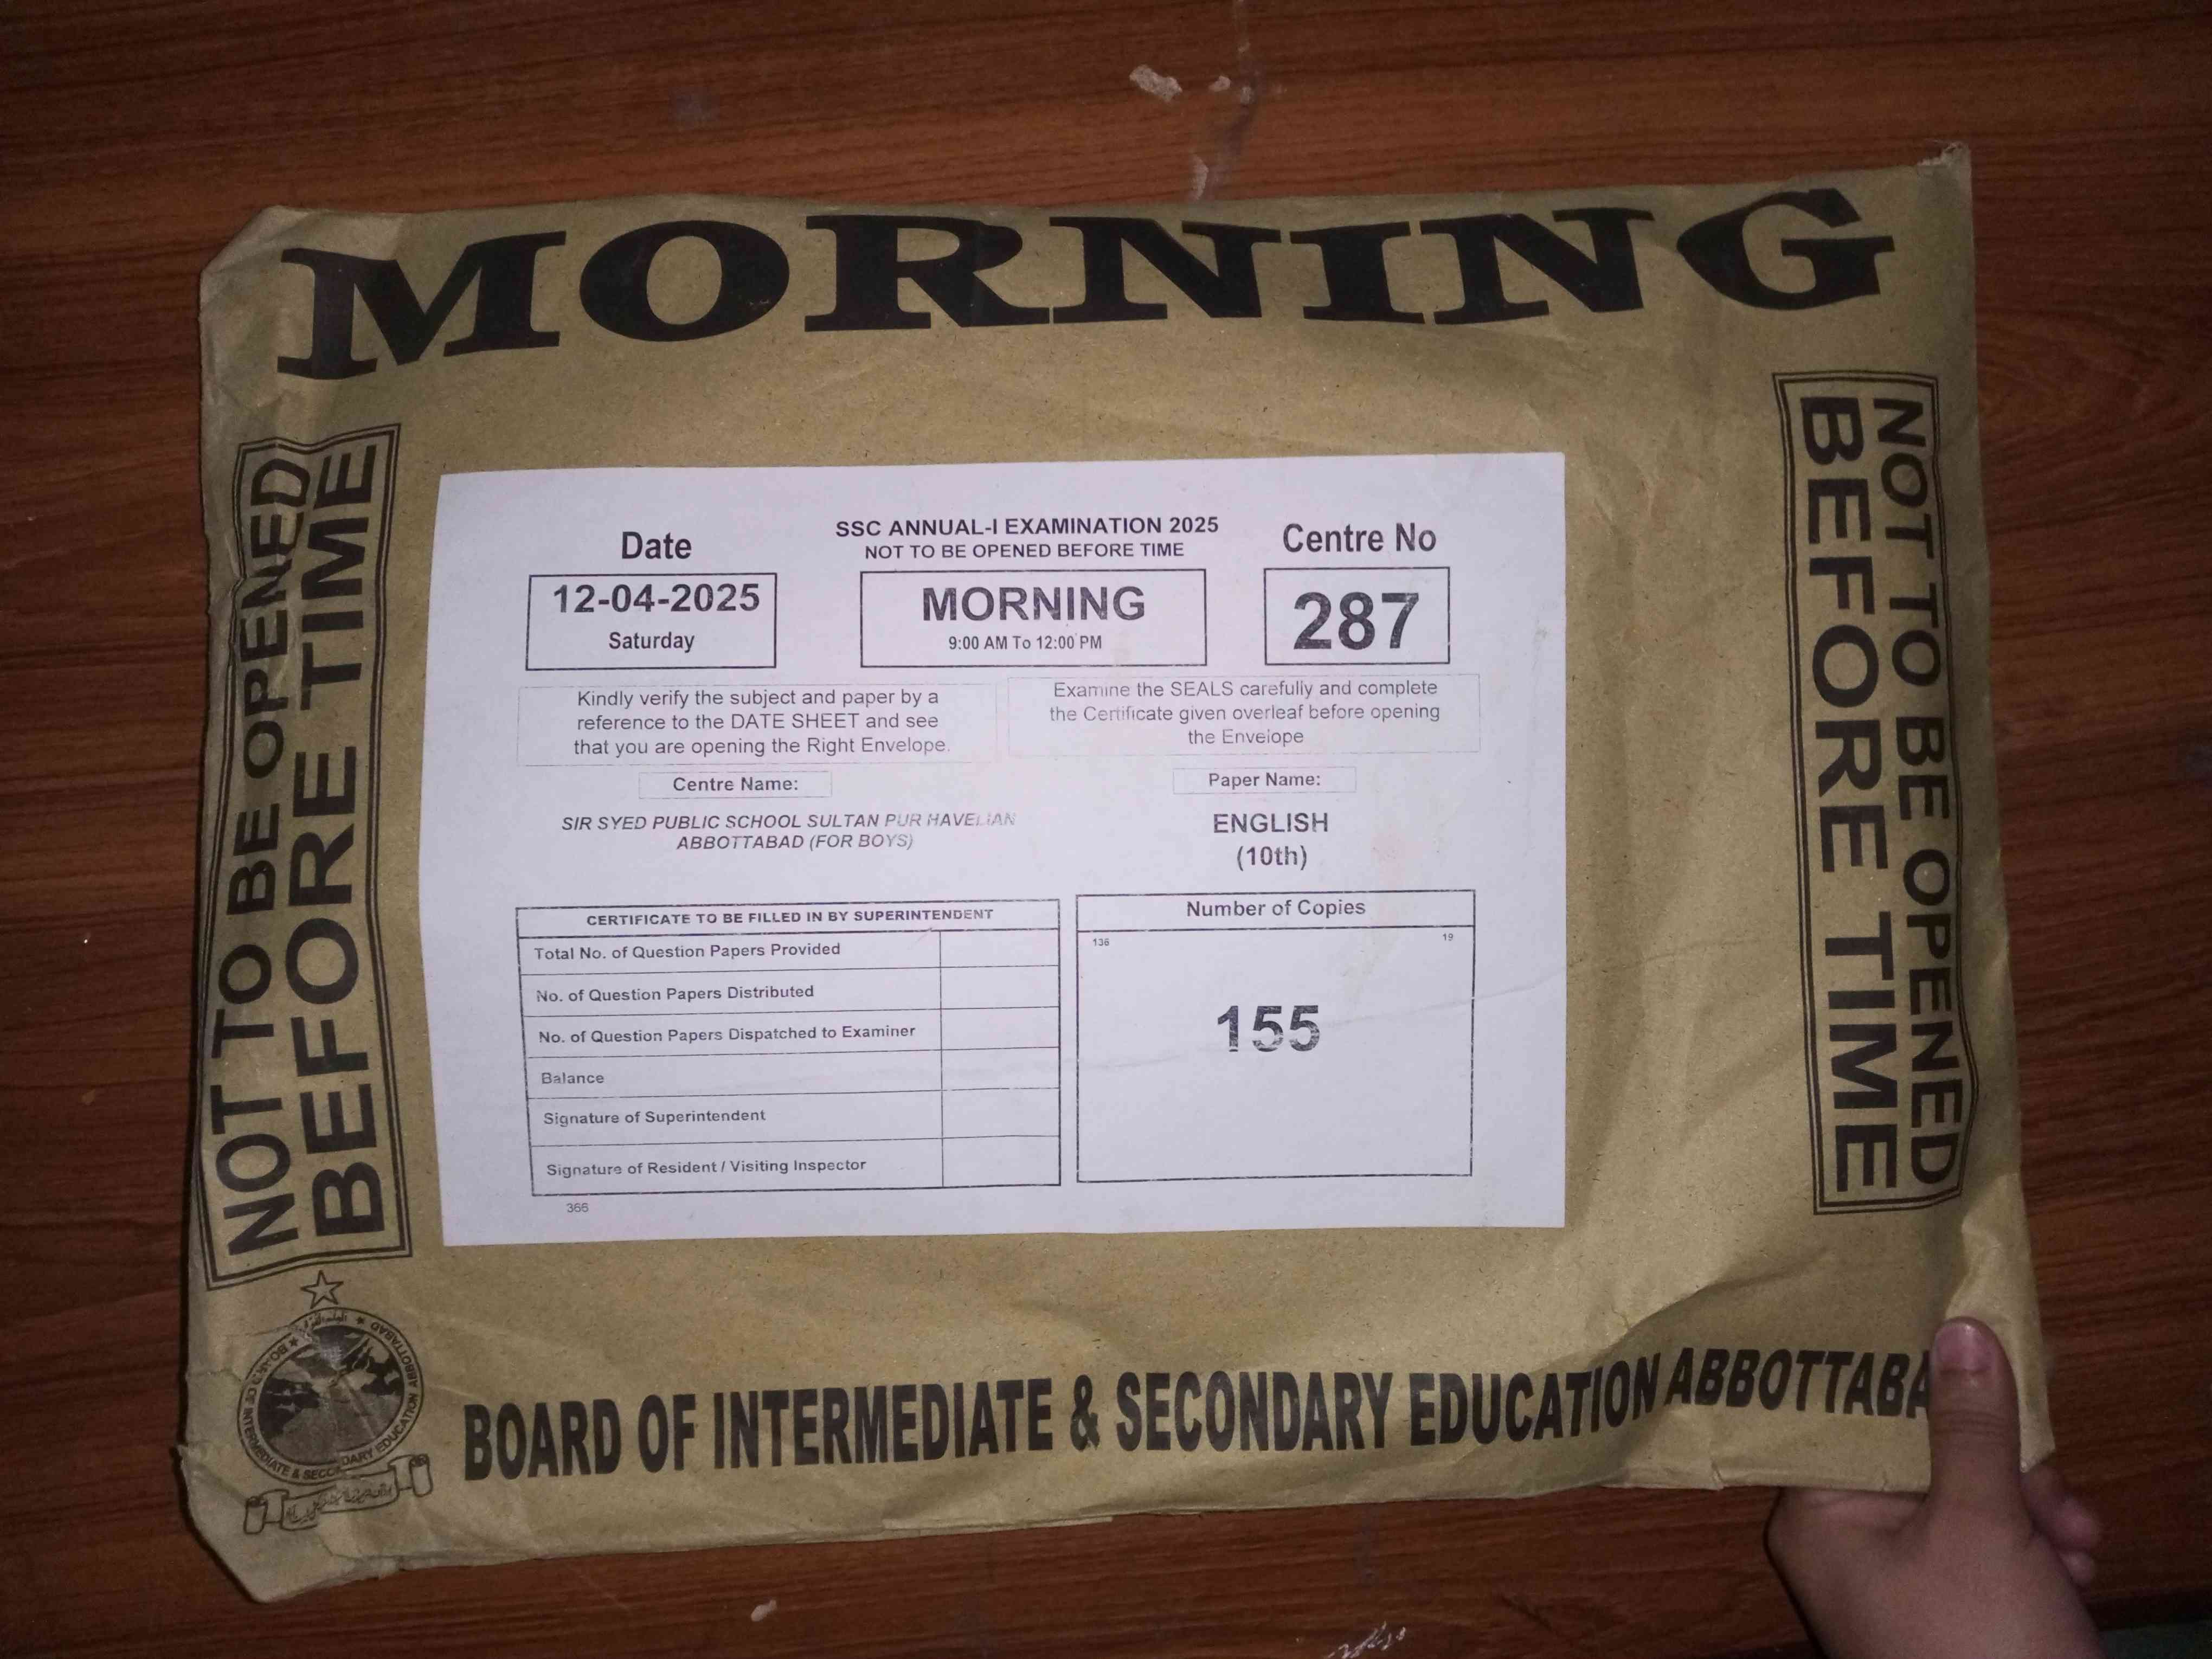 MORNING
NOT TO BE OPENED
BEFORE TIME
NOT TO BE OPENED
BEFORE TIME
Date
12-04-2025
Saturday
SSC ANNUAL-I EXAMINATION 2025
NOT TO BE OPENED BEFORE TIME
MORNING
9:00 AM To 12:00 PM
Centre No
287
Kindly verify the subject and paper by a
reference to the DATE SHEET and see
that you are opening the Right Envelope.
Examine the SEALS carefully and complete
the Certificate given overleaf before opening
the Envelope
Centre Name:
SIR SYED PUBLIC SCHOOL SULTAN PUR HAVELIAN
ABBOTTABAD (FOR BOYS)
Paper Name:
ENGLISH
(10th)
CERTIFICATE TO BE FILLED IN BY SUPERINTENDENT
Total No. of Question Papers Provided
No. of Question Papers Distributed
No. of Question Papers Dispatched to Examiner
Balance
Signature of Superintendent
Signature of Resident / Visiting Inspector
366
Number of Copies
136 19
155
BOARD OF INTERMEDIATE & SECONDARY EDUCATION ABBOTTABAD
BOARD OF INTERMEDIATE & SECONDARY EDUCATION ABBOTTABA